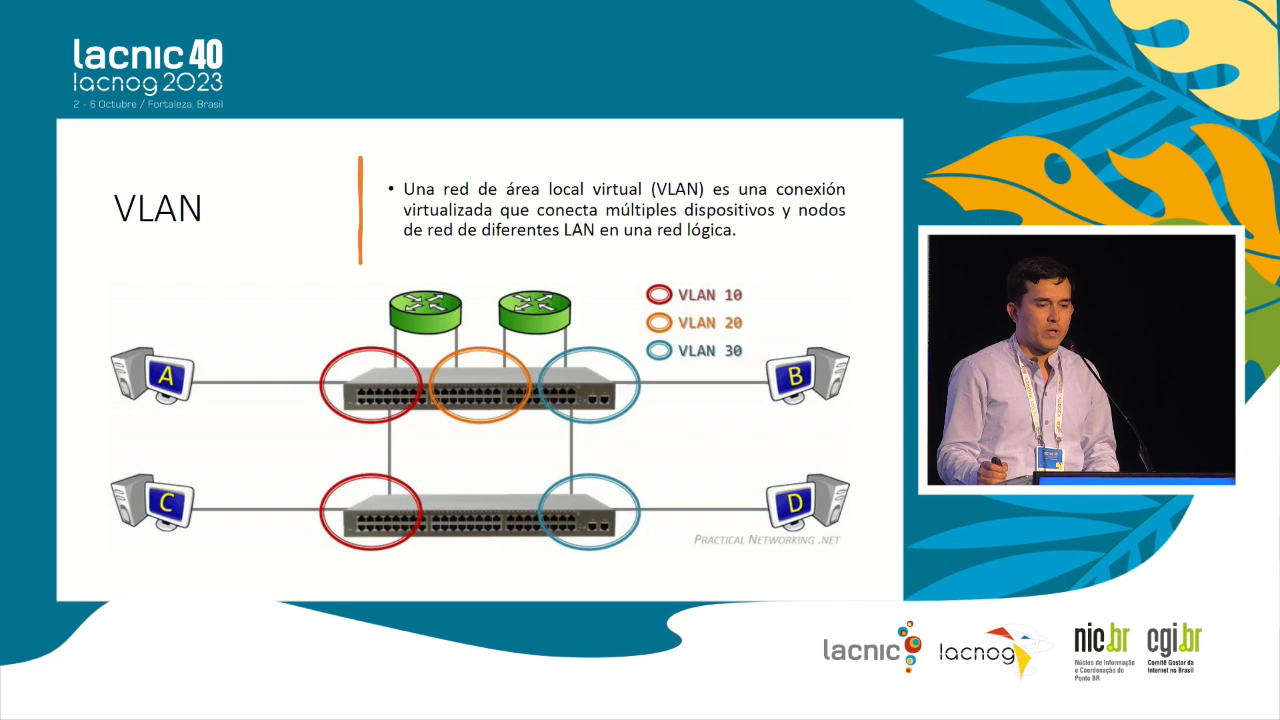 lacnic 40
lacnog 2023
2 - 6 Octubre / Fortaleza, Brasil
VLAN
• Una red de área local virtual (VLAN) es una conexión
virtualizada que conecta múltiples dispositivos y nodos
de red de diferentes LAN en una red lógica.
VLAN 10
VLAN 20
VLAN 30
A
B
C
D
PRACTICAL NETWORKING .NET
lacnic
lacnog
nic.br
Núcleo de Informação
e Coordenação do
Ponto BR
cgi.br
Comitê Gestor da
Internet no Brasil